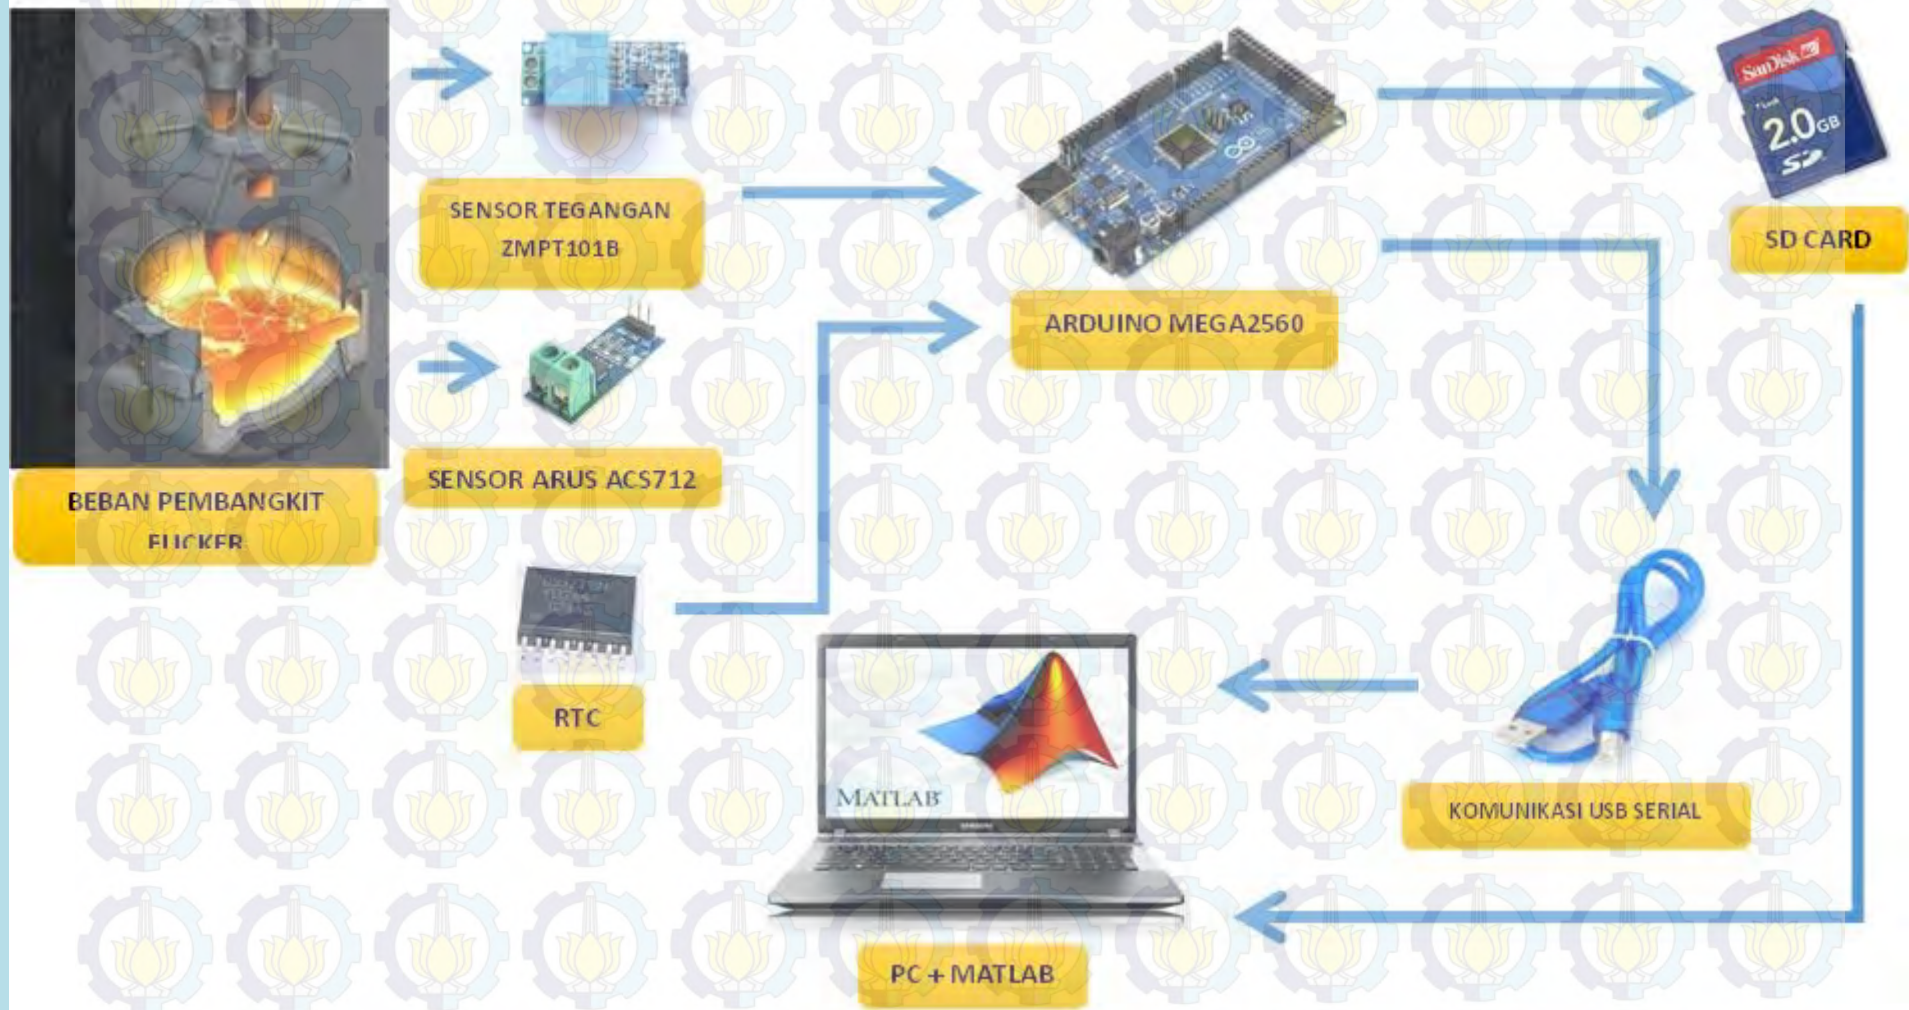 SENSOR TEGANGAN
ZMPT101B
SanDisk
2.0GB
SD
SD CARD
ARDUINO MEGA2560
SENSOR ARUS ACS712
BEBAN PEMBANGKIT
FLICKER
RTC
MATLAB
SAMSUNG
KOMUNIKASI USB SERIAL
PC + MATLAB